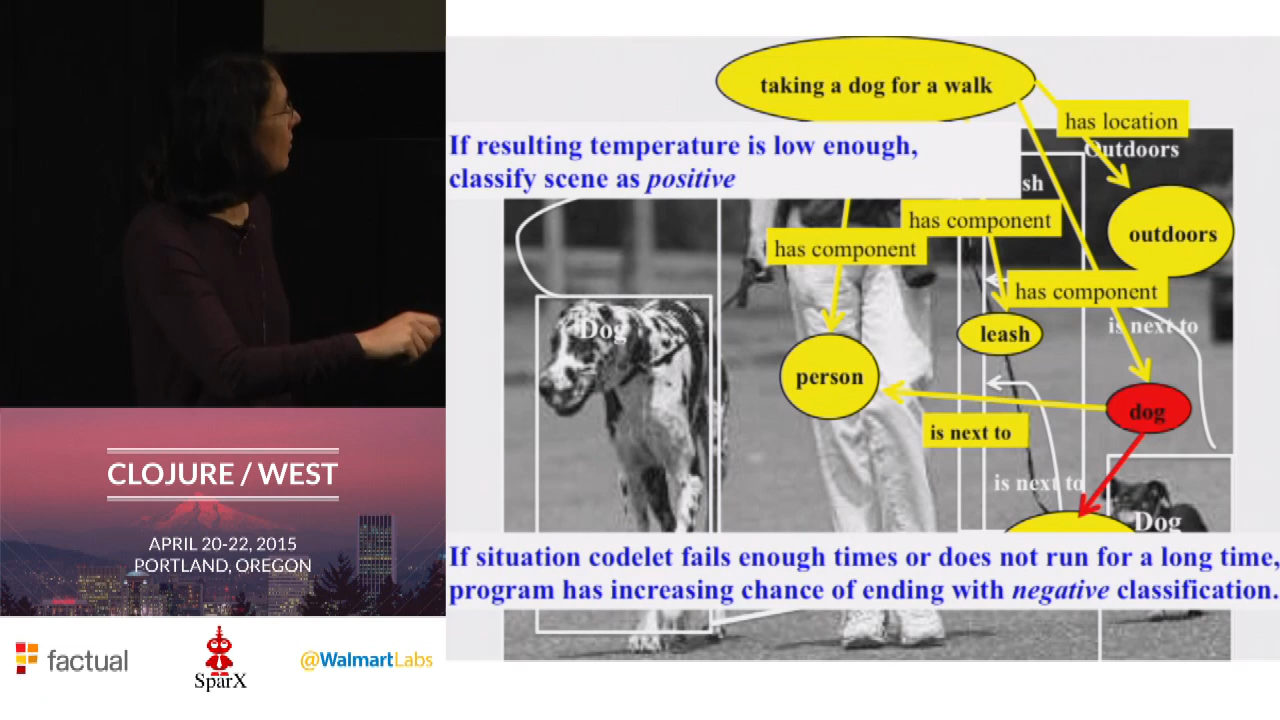 taking a dog for a walk
has location
Outdoors
If resulting temperature is low enough,
classify scene as positive
sh
outdoors
has component
has component
has component
Dog
is next to
leash
person
dog
is next to
is next to
Dog
If situation codelet fails enough times or does not run for a long time,
program has increasing chance of ending with negative classification.
CLOJURE / WEST
APRIL 20-22, 2015
PORTLAND, OREGON
factual
SparX
@WalmartLabs